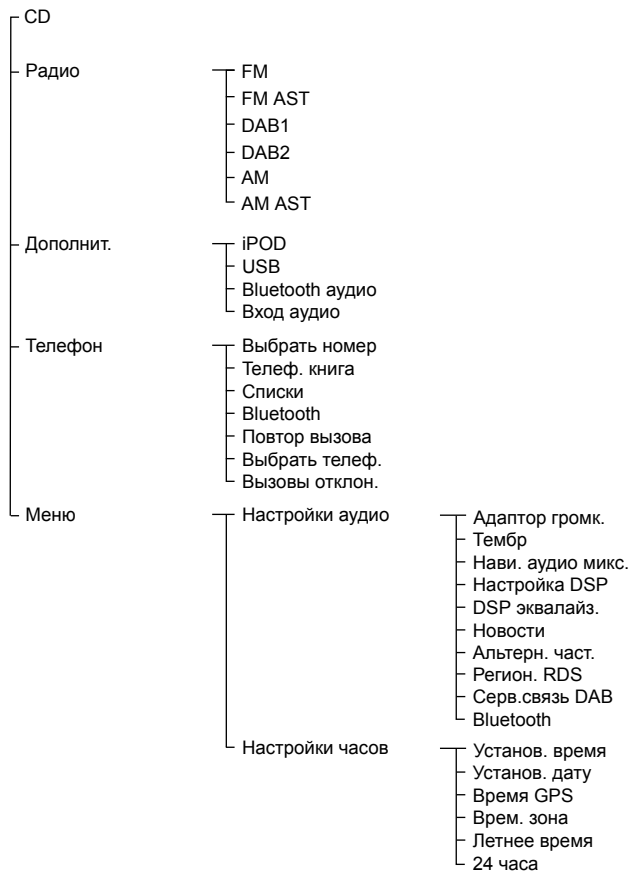 CD
Радио
FM
FM AST
DAB1
DAB2
AM
AM AST
Дополнит.
iPOD
USB
Bluetooth аудио
Вход аудио
Телефон
Выбрать номер
Телеф. книга
Списки
Bluetooth
Повтор вызова
Выбрать телеф.
Вызовы отклон.
Меню
Настройки аудио
Адаптор громк.
Тембр
Нави. аудио микс.
Настройка DSP
DSP эквалайз.
Новости
Альтерн. част.
Регион. RDS
Серв.связь DAB
Bluetooth
Настройки часов
Установ. время
Установ. дату
Время GPS
Врем. зона
Летнее время
24 часа